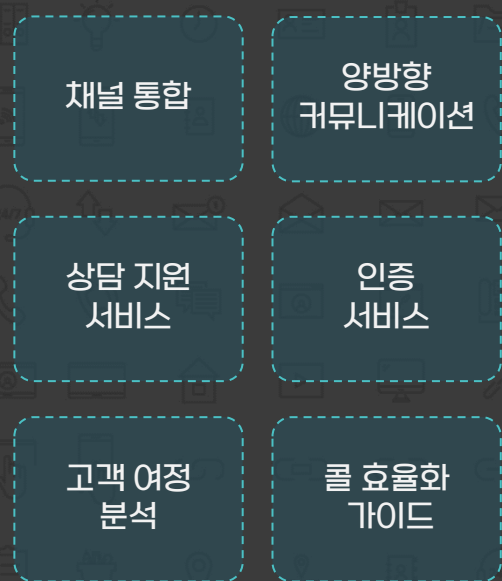 채널 통합
양방향
커뮤니케이션
상담 지원
서비스
인증
서비스
고객 여정
분석
콜 효율화
가이드